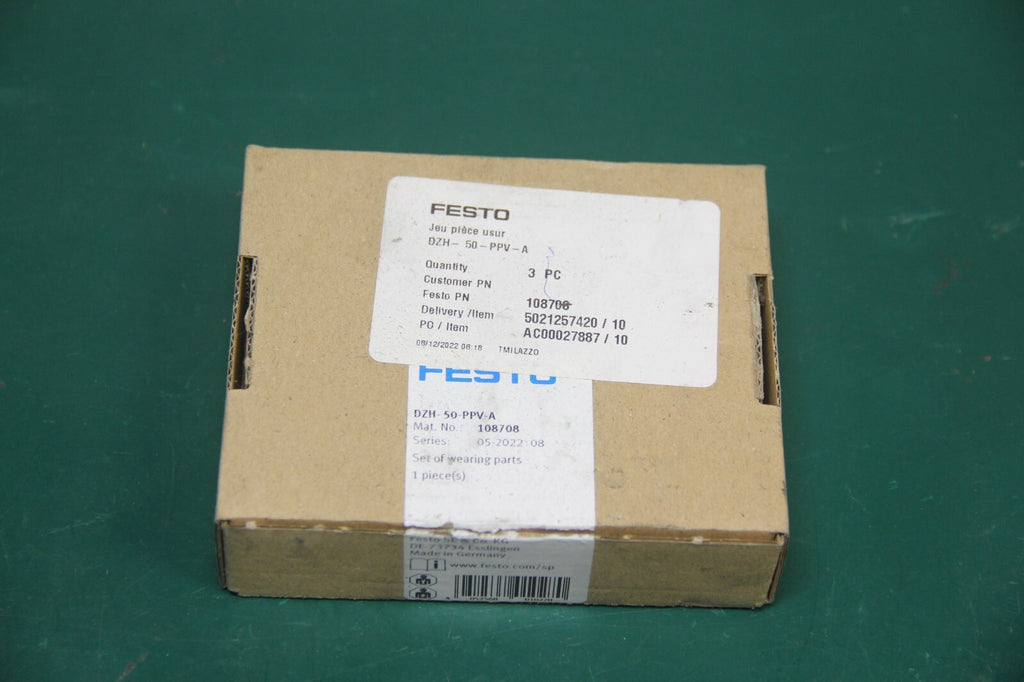 FESTO
Jeu pièce usur
DZH- 50-PPV-A
Quantity 3 PC
Customer PN
Festo PN 108708
Delivery /Item 5021257420 / 10
PO / Item AC00027887 / 10
08/12/2022 06:18 TMILAZZO
FESTO
DZH- 50-PPV-A
Mat. No.: 108708
Series: 05-2022:08
Set of wearing parts
1 piece(s)
Festo SE & Co. KG
DE-73734 Esslingen
Made in Germany
i www.festo.com/sp